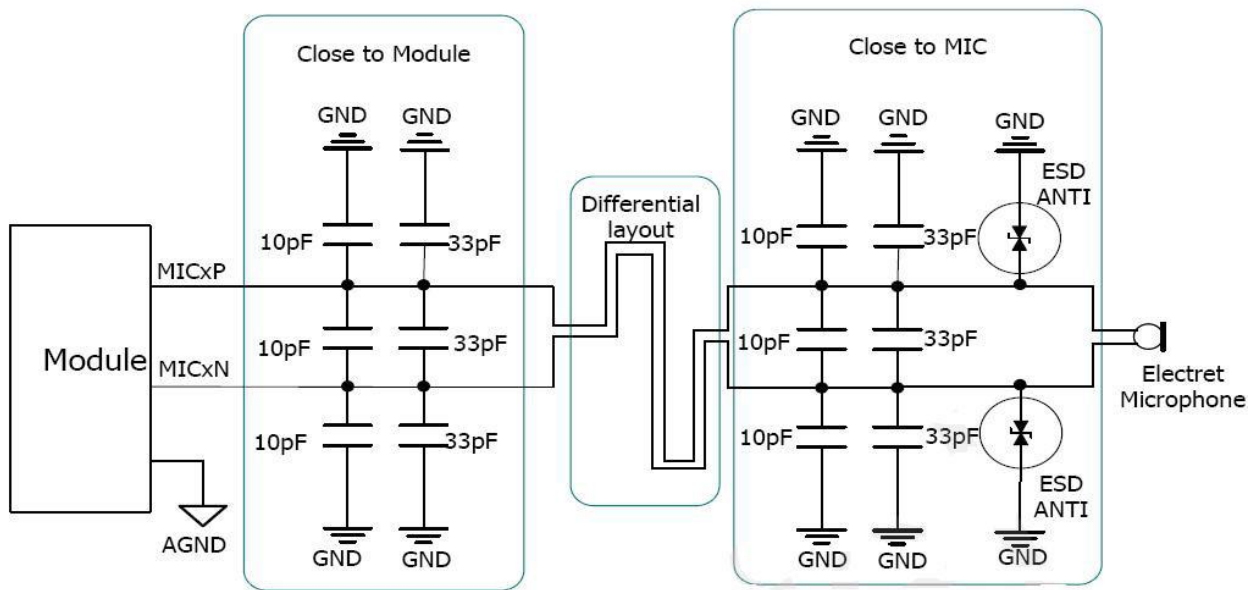 Close to Module
Close to MIC
GND
GND
GND
GND
GND
ESD
ANTI
Differential
layout
10pF
33pF
10pF
33pF
MICxP
10pF
33pF
10pF
33pF
Module
MICxN
Electret
Microphone
10pF
33pF
10pF
33pF
ESD
ANTI
AGND
GND
GND
GND
GND
GND